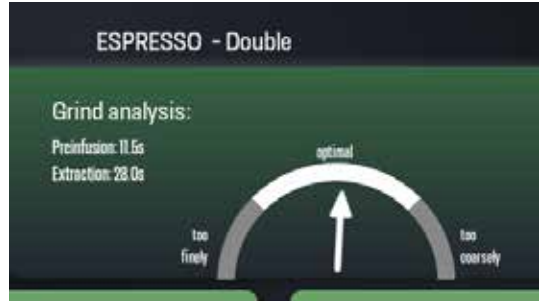 ESPRESSO - Double
Grind analysis:
Preinfusion: 11.5s
Extraction: 28.0s
optimal
too
finely
too
coarsely